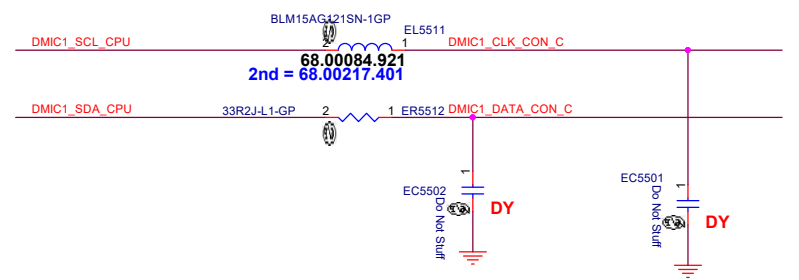 BLM15AG121SN-1GP
EL5511
DMIC1_SCL_CPU
2
1
DMIC1_CLK_CON_C
68.00084.921
2nd = 68.00217.401
DMIC1_SDA_CPU
33R2J-L1-GP
2
1
ER5512
DMIC1_DATA_CON_C
1
EC5502
Do Not Stuff
DY
1
EC5501
Do Not Stuff
DY